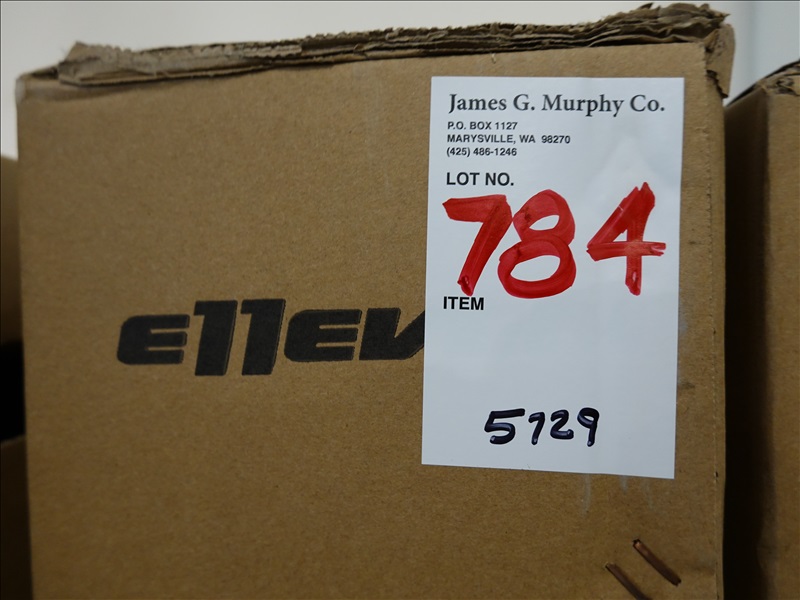 James G. Murphy Co.
P.O. BOX 1127
MARYSVILLE, WA 98270
(425) 486-1246
LOT NO.
784
ITEM
5729
e11ev